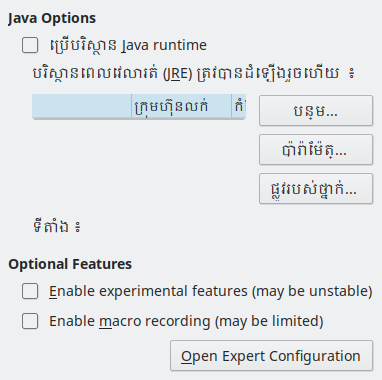 Java Options
ប្រើបរិស្ថាន Java runtime
បរិស្ថានពេលវេលារត់ (JRE) ត្រូវបានដំឡើងរួចហើយ ៖
ក្រុមហ៊ុនលក់
បន្ថែម...
ប៉ារ៉ាម៉ែត្រ...
ផ្លូវរបស់ថ្នាក់...
ទីតាំង ៖
Optional Features
Enable experimental features (may be unstable)
Enable macro recording (may be limited)
Open Expert Configuration